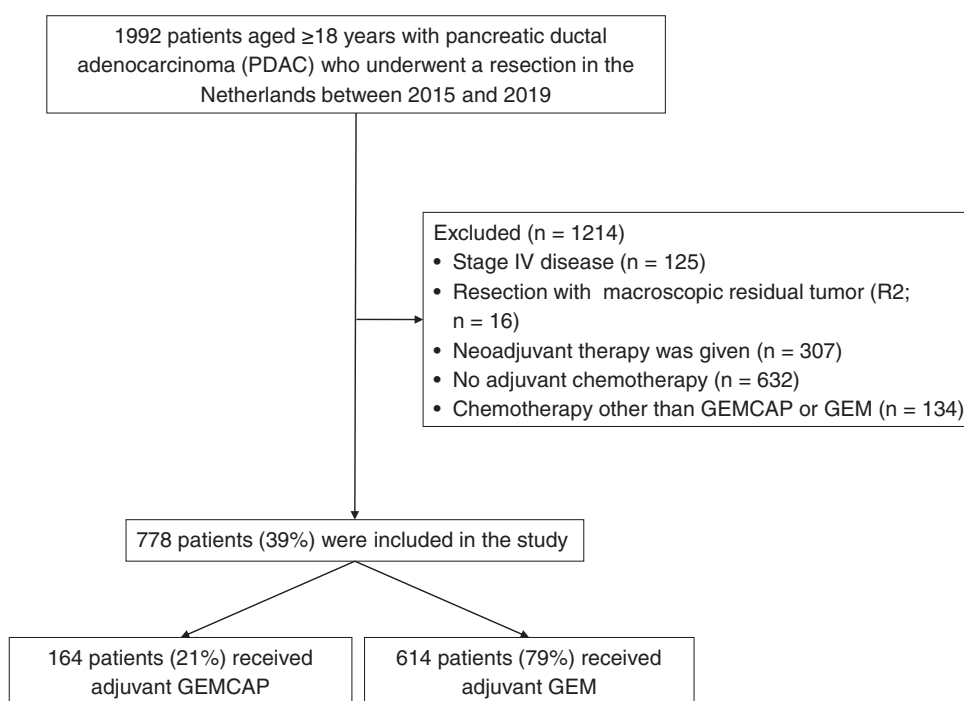 1992 patients aged ≥18 years with pancreatic ductal
adenocarcinoma (PDAC) who underwent a resection in the
Netherlands between 2015 and 2019
Excluded (n = 1214)
• Stage IV disease (n = 125)
• Resection with macroscopic residual tumor (R2;
n = 16)
• Neoadjuvant therapy was given (n = 307)
• No adjuvant chemotherapy (n = 632)
• Chemotherapy other than GEMCAP or GEM (n = 134)
778 patients (39%) were included in the study
164 patients (21%) received
adjuvant GEMCAP
614 patients (79%) received
adjuvant GEM